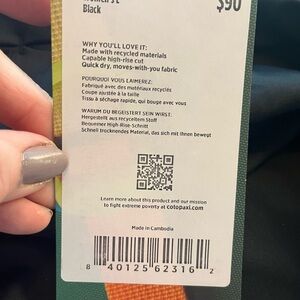 Women's L
Black
$90
WHY YOU'LL LOVE IT:
Made with recycled materials
Capable high-rise cut
Quick dry, moves-with-you fabric
POURQUOI VOUS L'AIMEREZ:
Fabriqué avec des matériaux recyclés
Coupe ajustée à la taille
Tissu à séchage rapide, qui bouge avec vous
WARUM DU BEGEISTERT SEIN WIRST:
Hergestellt aus recyceltem Stoff
Bequemer High-Rise-Schnitt
Schnell trocknendes Material, das sich mit Ihnen bewegt
Learn more about this product and our mission
to fight extreme poverty at cotopaxi.com
Made in Cambodia
8 40125 62316 2